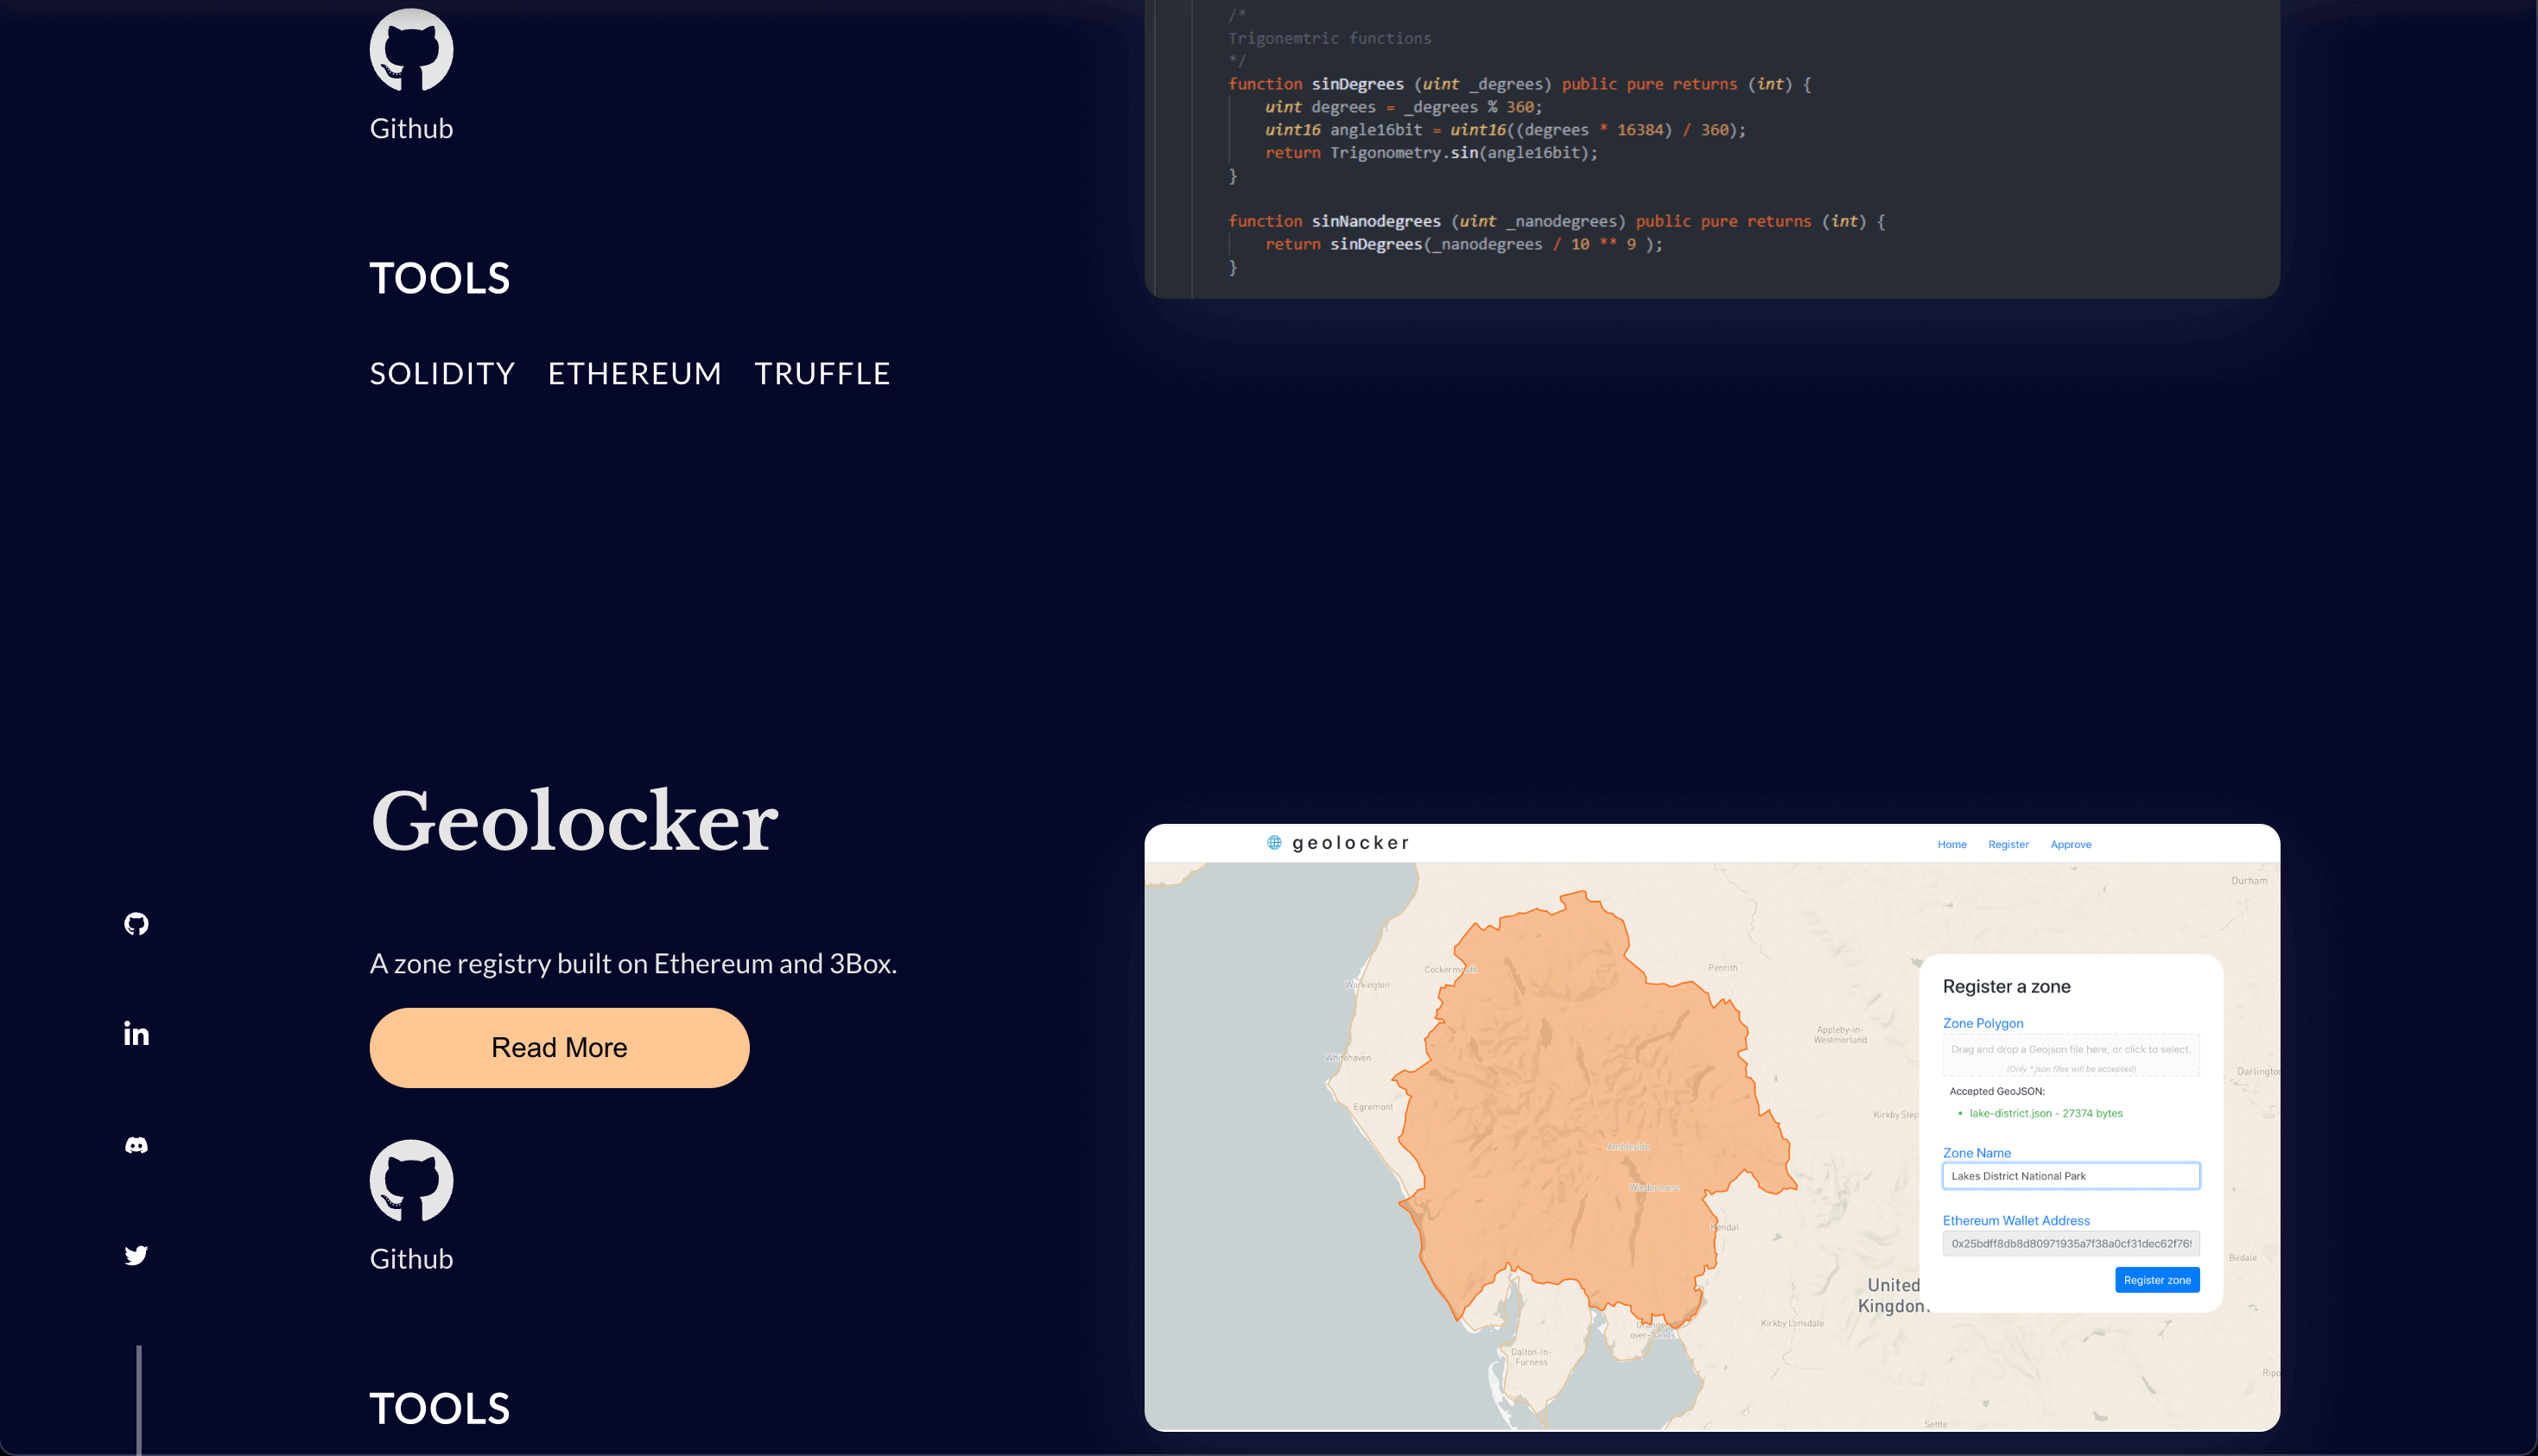 Github
TOOLS
SOLIDITY ETHEREUM TRUFFLE
/*
Trigonemtric functions
*/
function sinDegrees (uint _degrees) public pure returns (int) {
uint degrees = _degrees % 360;
uint16 angle16bit = uint16((degrees * 16384) / 360);
return Trigonometry.sin(angle16bit);
}
function sinNanodegrees (uint _nanodegrees) public pure returns (int) {
return sinDegrees(_nanodegrees / 10 ** 9 );
}
Geolocker
A zone registry built on Ethereum and 3Box.
Read More
Github
TOOLS
geolocker
Home Register Approve
Durham
Cockermouth
Penrith
Workington
Appleby-in-
Westmorland
Whitehaven
Darlington
Egremont
Kirkby Step
Ambleside
Windermere
Kendal
Bedale
United
Kingdom
Grange-
over-Sands
Kirkby Lonsdale
Dalton-in-
Furness
Ripo
Settle
Register a zone
Zone Polygon
Drag and drop a Geojson file here, or click to select.
(Only *.json files will be accepted)
Accepted GeoJSON:
• lake-district.json - 27374 bytes
Zone Name
Lakes District National Park
Ethereum Wallet Address
0x25bdff8db8d80971935a7f38a0cf31dec62f769
Register zone